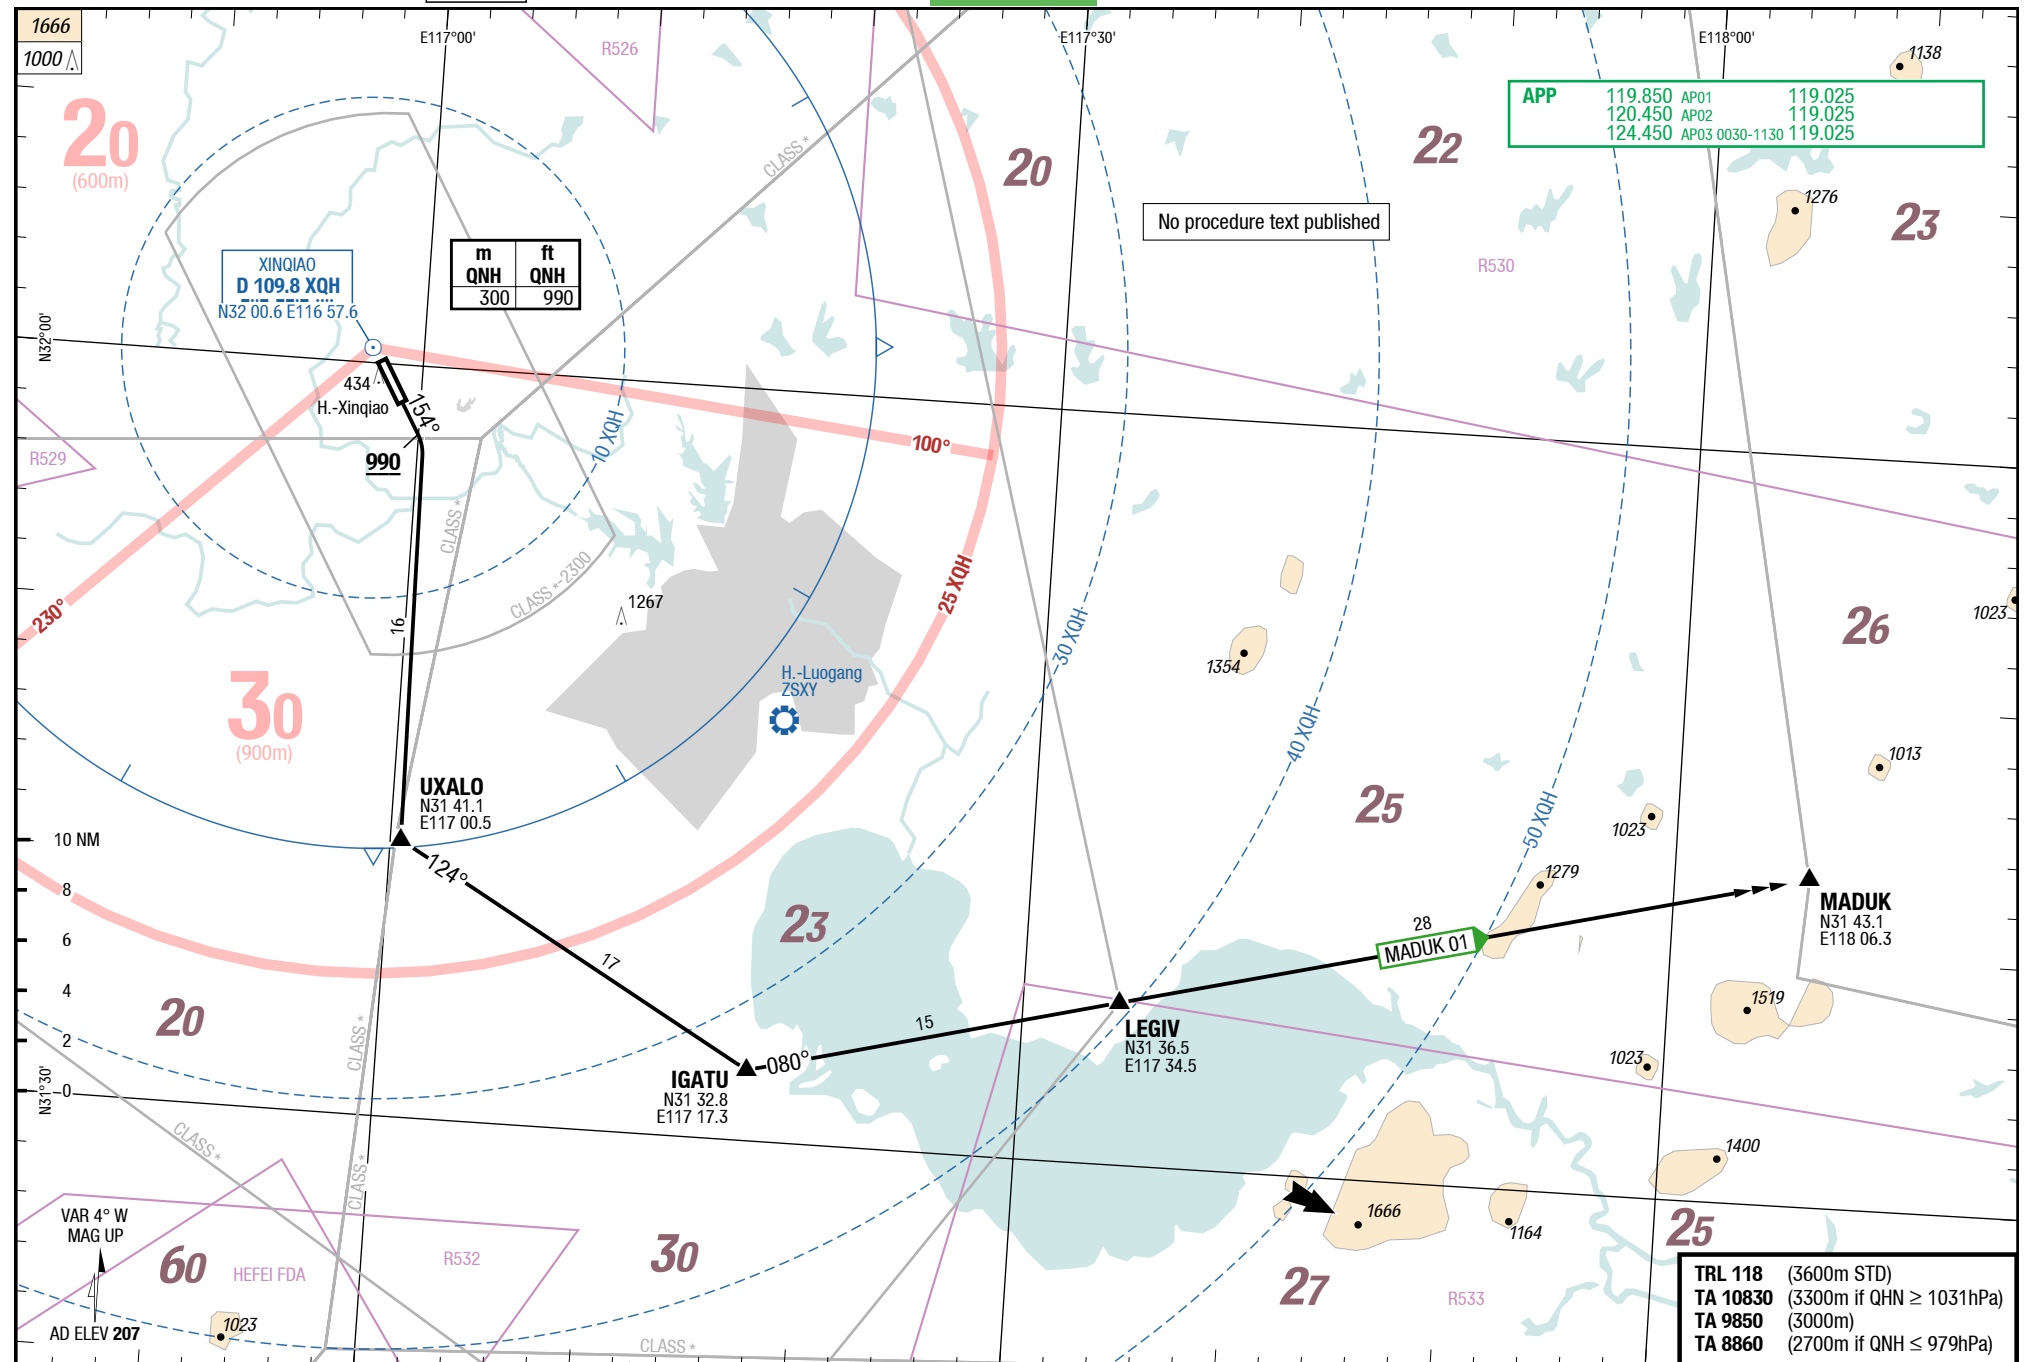 1666
1000
E117°00'
E117°30'
E118°00'
R526
1138
APP 119.850 AP01 119.025
120.450 AP02 119.025
124.450 AP03 0030-1130 119.025
20
(600m)
CLASS *
20
22
1276
23
No procedure text published
R530
XINQIAO
D 109.8 XQH
N32 00.6 E116 57.6
m ft
QNH QNH
300 990
N32°00'
434
H.-Xinqiao
154°
990
10 XQH
100°
R529
CLASS *
CLASS *-2300
25 XQH
230°
16
1267
30 XQH
1354
26
1023
H.-Luogang
ZSXY
30
(900m)
40 XQH
1013
UXALO
N31 41.1
E117 00.5
25
50 XQH
1023
10 NM
8
6
4
2
0
124°
1279
MADUK
N31 43.1
E118 06.3
23
28
MADUK 01
17
20
15
1519
LEGIV
N31 36.5
E117 34.5
CLASS *
080°
IGATU
N31 32.8
E117 17.3
1023
N31°30'
CLASS *
CLASS *
1400
VAR 4° W
MAG UP
1666
1164
25
60
HEFEI FDA
R532
30
27
R533
AD ELEV 207
1023
CLASS *
TRL 118 (3600m STD)
TA 10830 (3300m if QHN ≥ 1031hPa)
TA 9850 (3000m)
TA 8860 (2700m if QNH ≤ 979hPa)